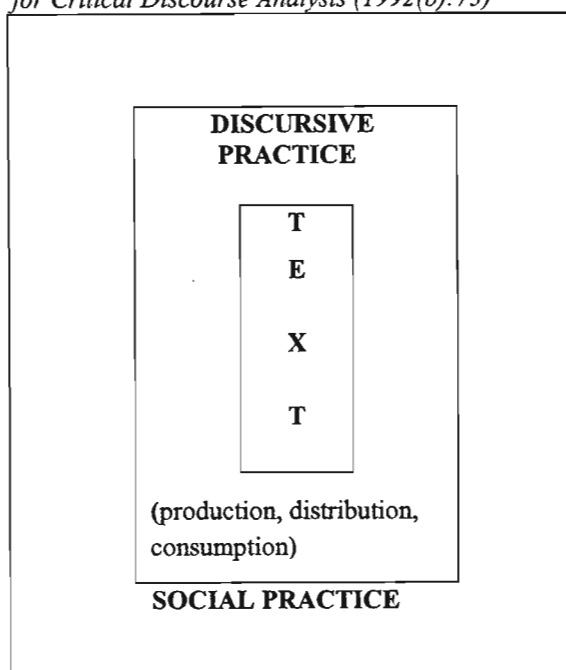 for Critical Discourse Analysis (1992(b):73)
DISCURSIVE
PRACTICE
T
E
X
T
(production, distribution,
consumption)
SOCIAL PRACTICE